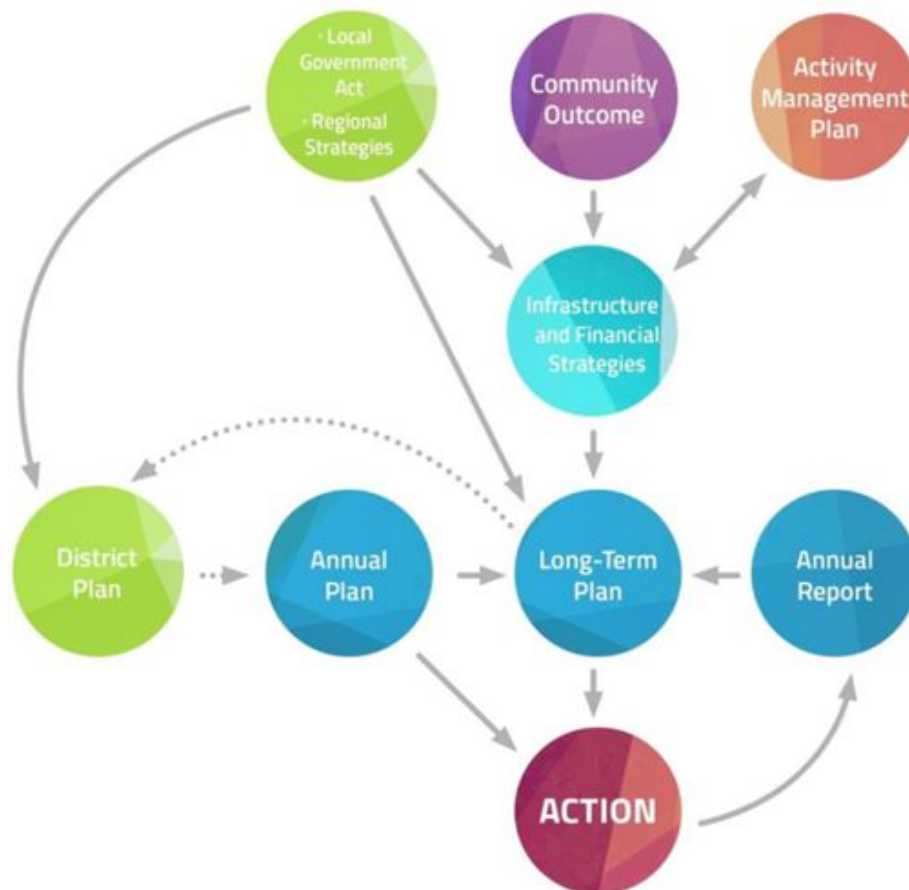 · Local
Government
Act
· Regional
Strategies
Community
Outcome
Activity
Management
Plan
Infrastructure
and Financial
Strategies
District
Plan
Annual
Plan
Long-Term
Plan
Annual
Report
ACTION